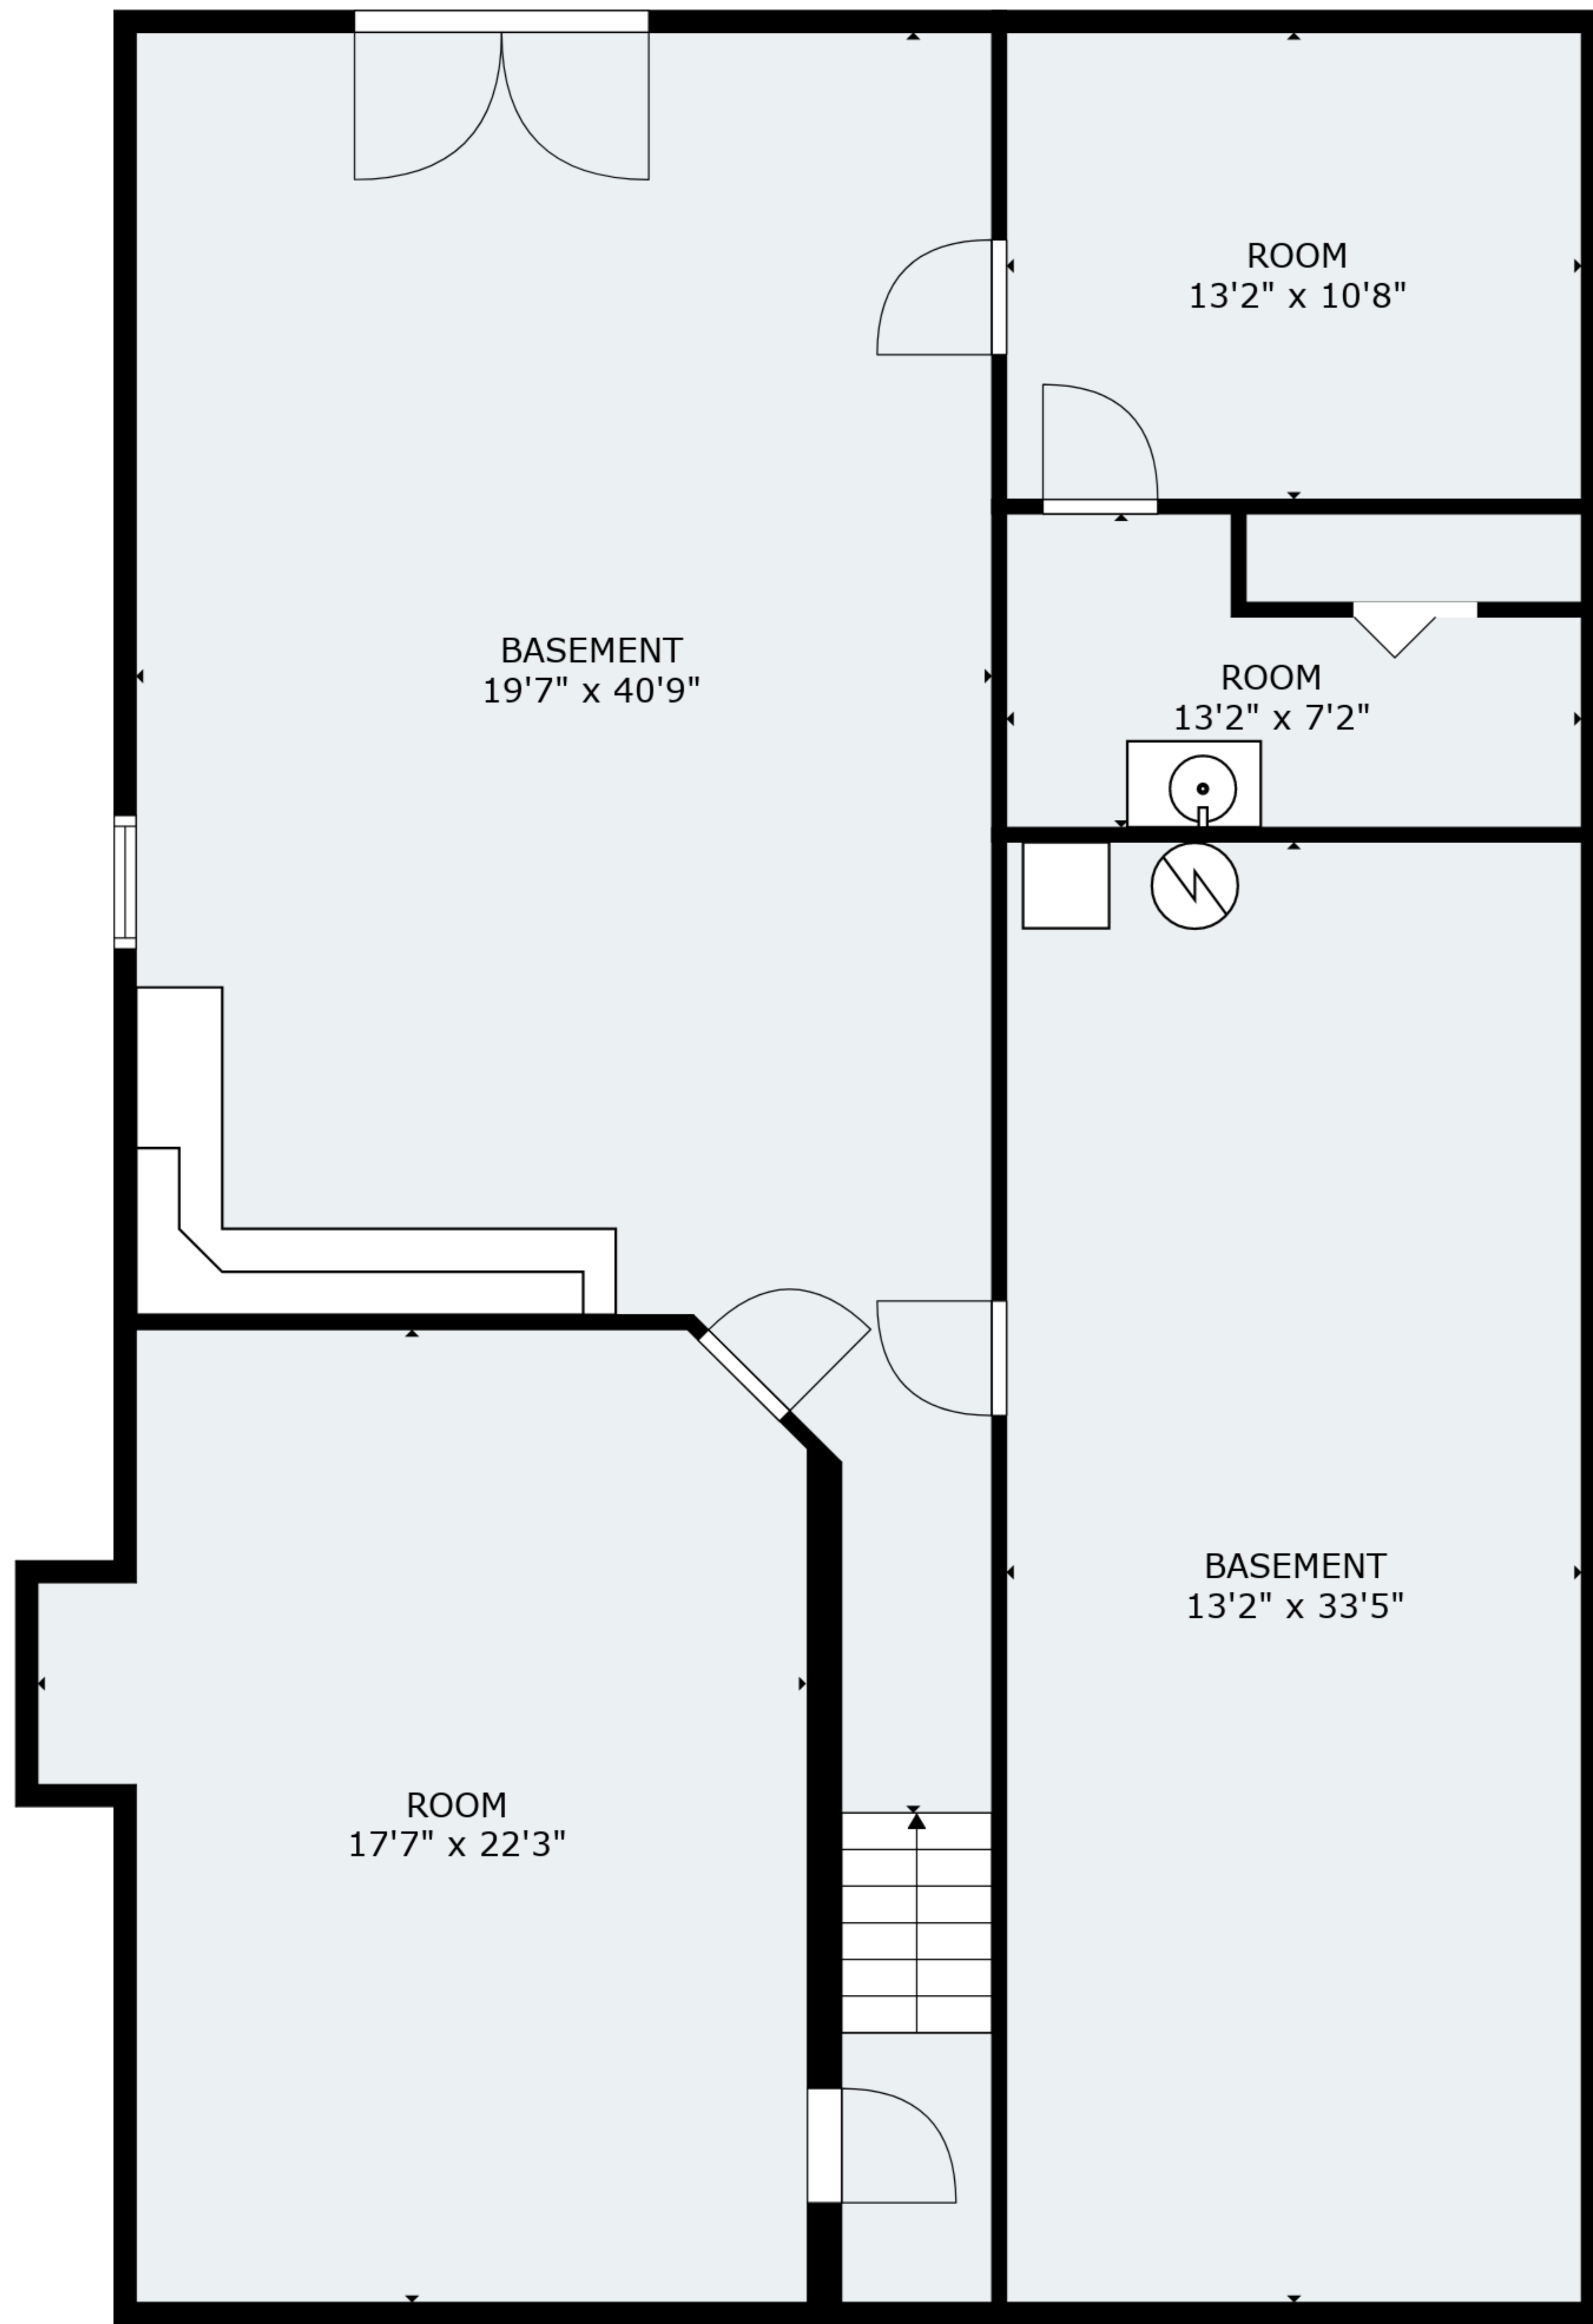 ROOM
13'2" x 10'8"
BASEMENT
19'7" x 40'9"
ROOM
13'2" x 7'2"
BASEMENT
13'2" x 33'5"
ROOM
17'7" x 22'3"